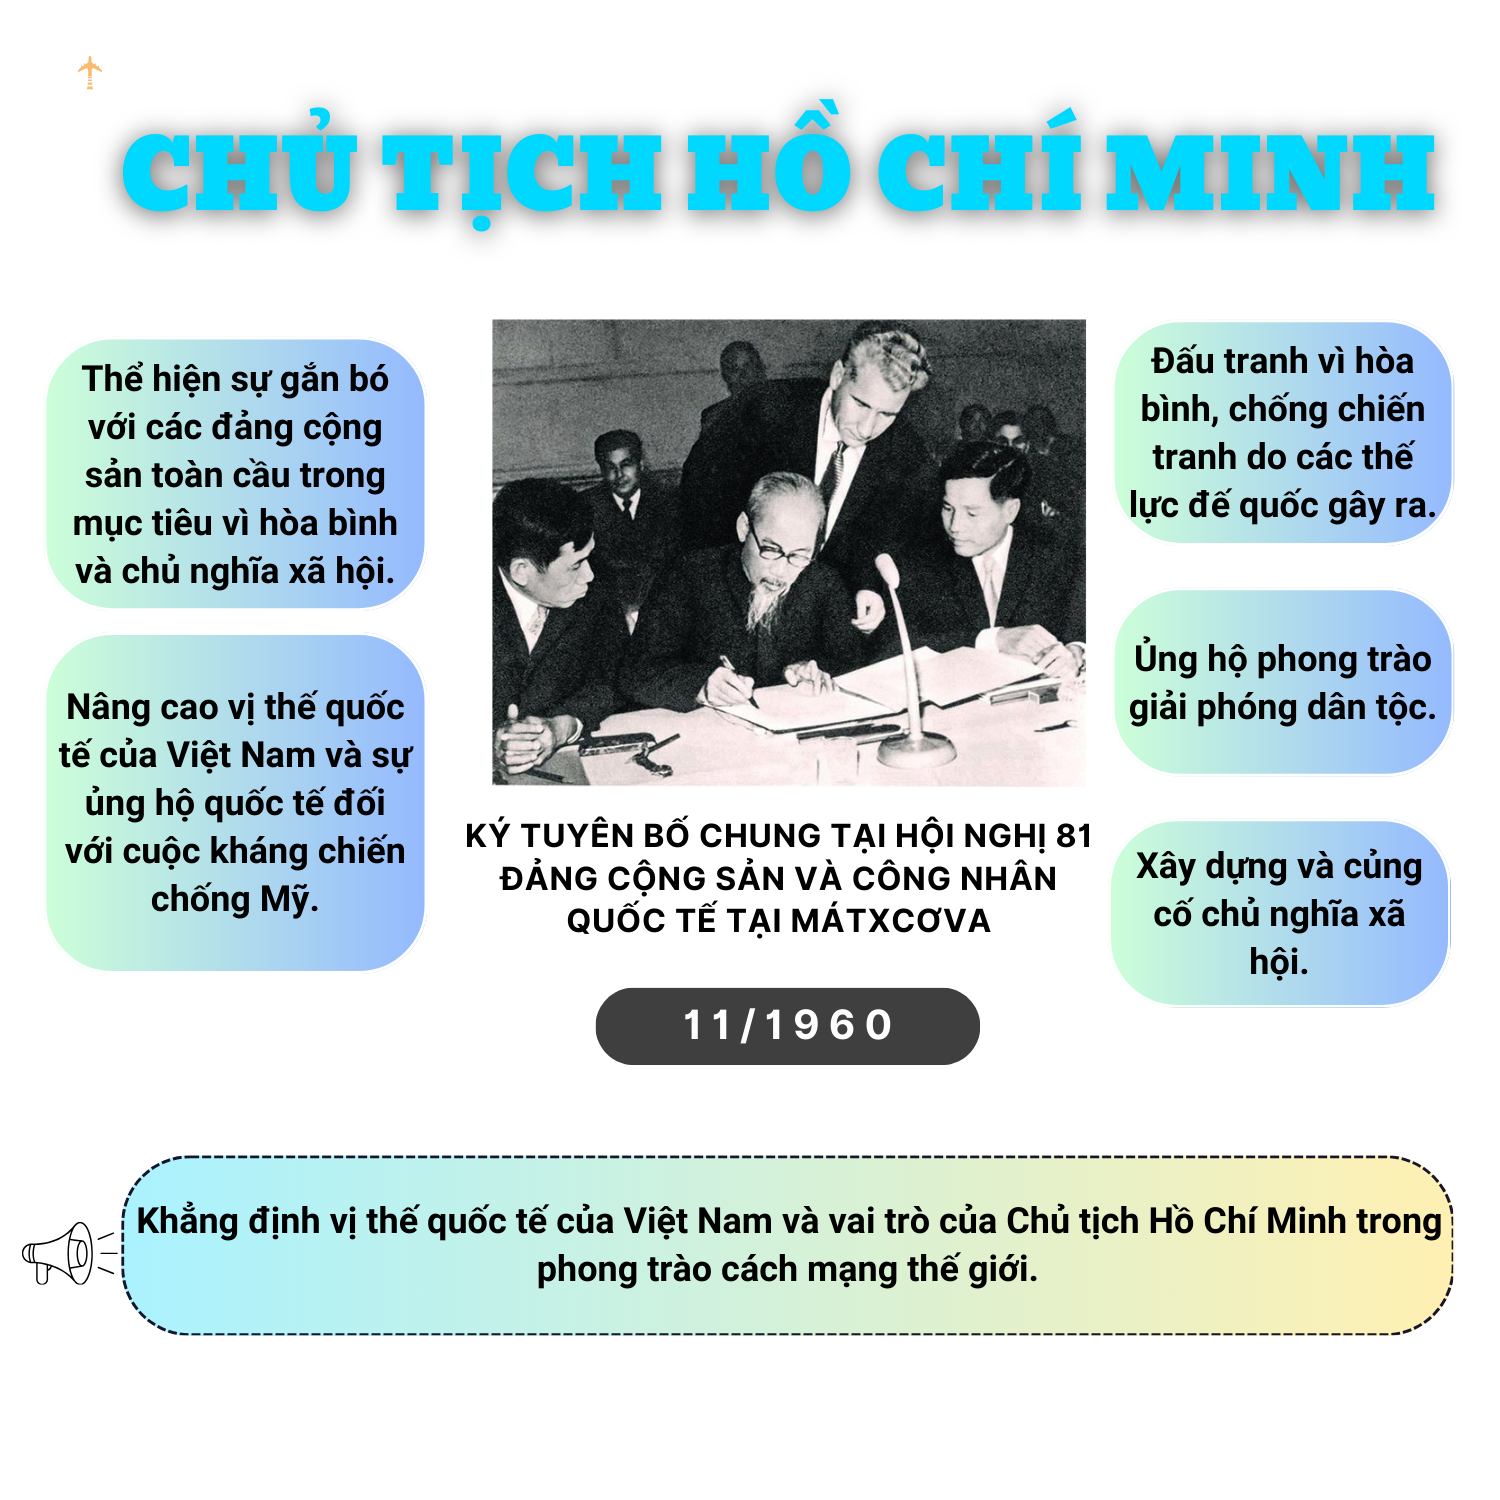 CHỦ TỊCH HỒ CHÍ MINH
Thể hiện sự gắn bó
với các đảng cộng
sản toàn cầu trong
mục tiêu vì hòa bình
và chủ nghĩa xã hội.
Nâng cao vị thế quốc
tế của Việt Nam và sự
ủng hộ quốc tế đối
với cuộc kháng chiến
chống Mỹ.
KÝ TUYÊN BỐ CHUNG TẠI HỘI NGHỊ 81
ĐẢNG CỘNG SẢN VÀ CÔNG NHÂN
QUỐC TẾ TẠI MÁTXCƠVA
11/1960
Đấu tranh vì hòa
bình, chống chiến
tranh do các thế
lực đế quốc gây ra.
Ủng hộ phong trào
giải phóng dân tộc.
Xây dựng và củng
cố chủ nghĩa xã
hội.
Khẳng định vị thế quốc tế của Việt Nam và vai trò của Chủ tịch Hồ Chí Minh trong
phong trào cách mạng thế giới.